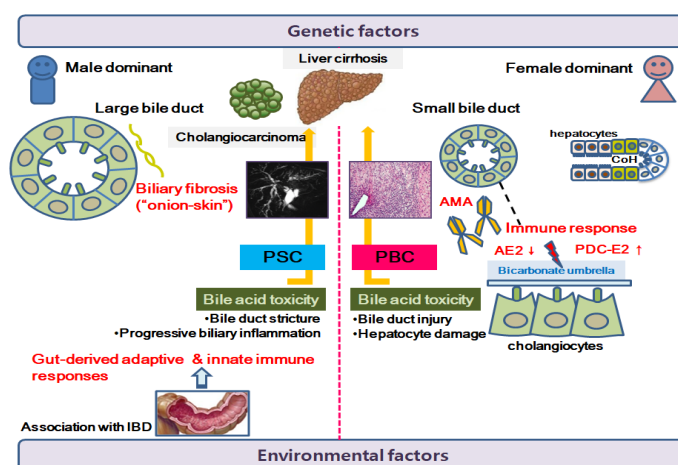 Genetic factors
Male dominant
Liver cirrhosis
Female dominant
Large bile duct
Small bile duct
Cholangiocarcinoma
hepatocytes
CoH
Biliary fibrosis
("onion-skin")
AMA
Immune response
AE2 ↓
PDC-E2 ↑
PSC
PBC
Bicarbonate umbrella
Bile acid toxicity
•Bile duct stricture
•Progressive biliary inflammation
Bile acid toxicity
•Bile duct injury
•Hepatocyte damage
cholangiocytes
Gut-derived adaptive & innate immune
responses
Association with IBD
Environmental factors